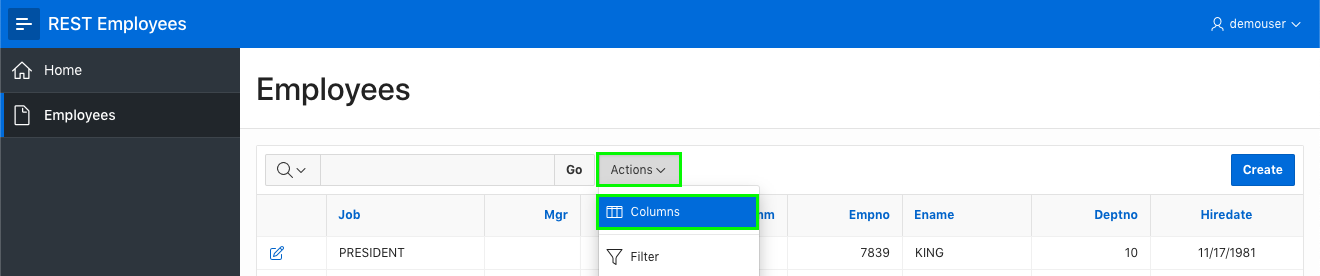 REST Employees
demouser
Home
Employees
Employees
Go
Actions
Create
Columns
Job
Mgr
Empno
Ename
Deptno
Hiredate
PRESIDENT
7839
KING
10
11/17/1981
Filter